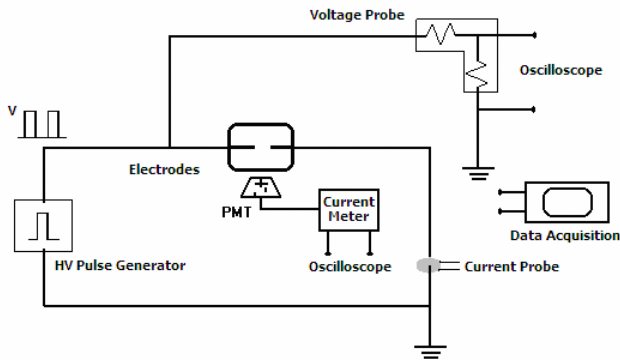 Voltage Probe
Oscilloscope
V
Electrodes
PMT
Current
Meter
Data Acquisition
HV Pulse Generator
Oscilloscope
Current Probe